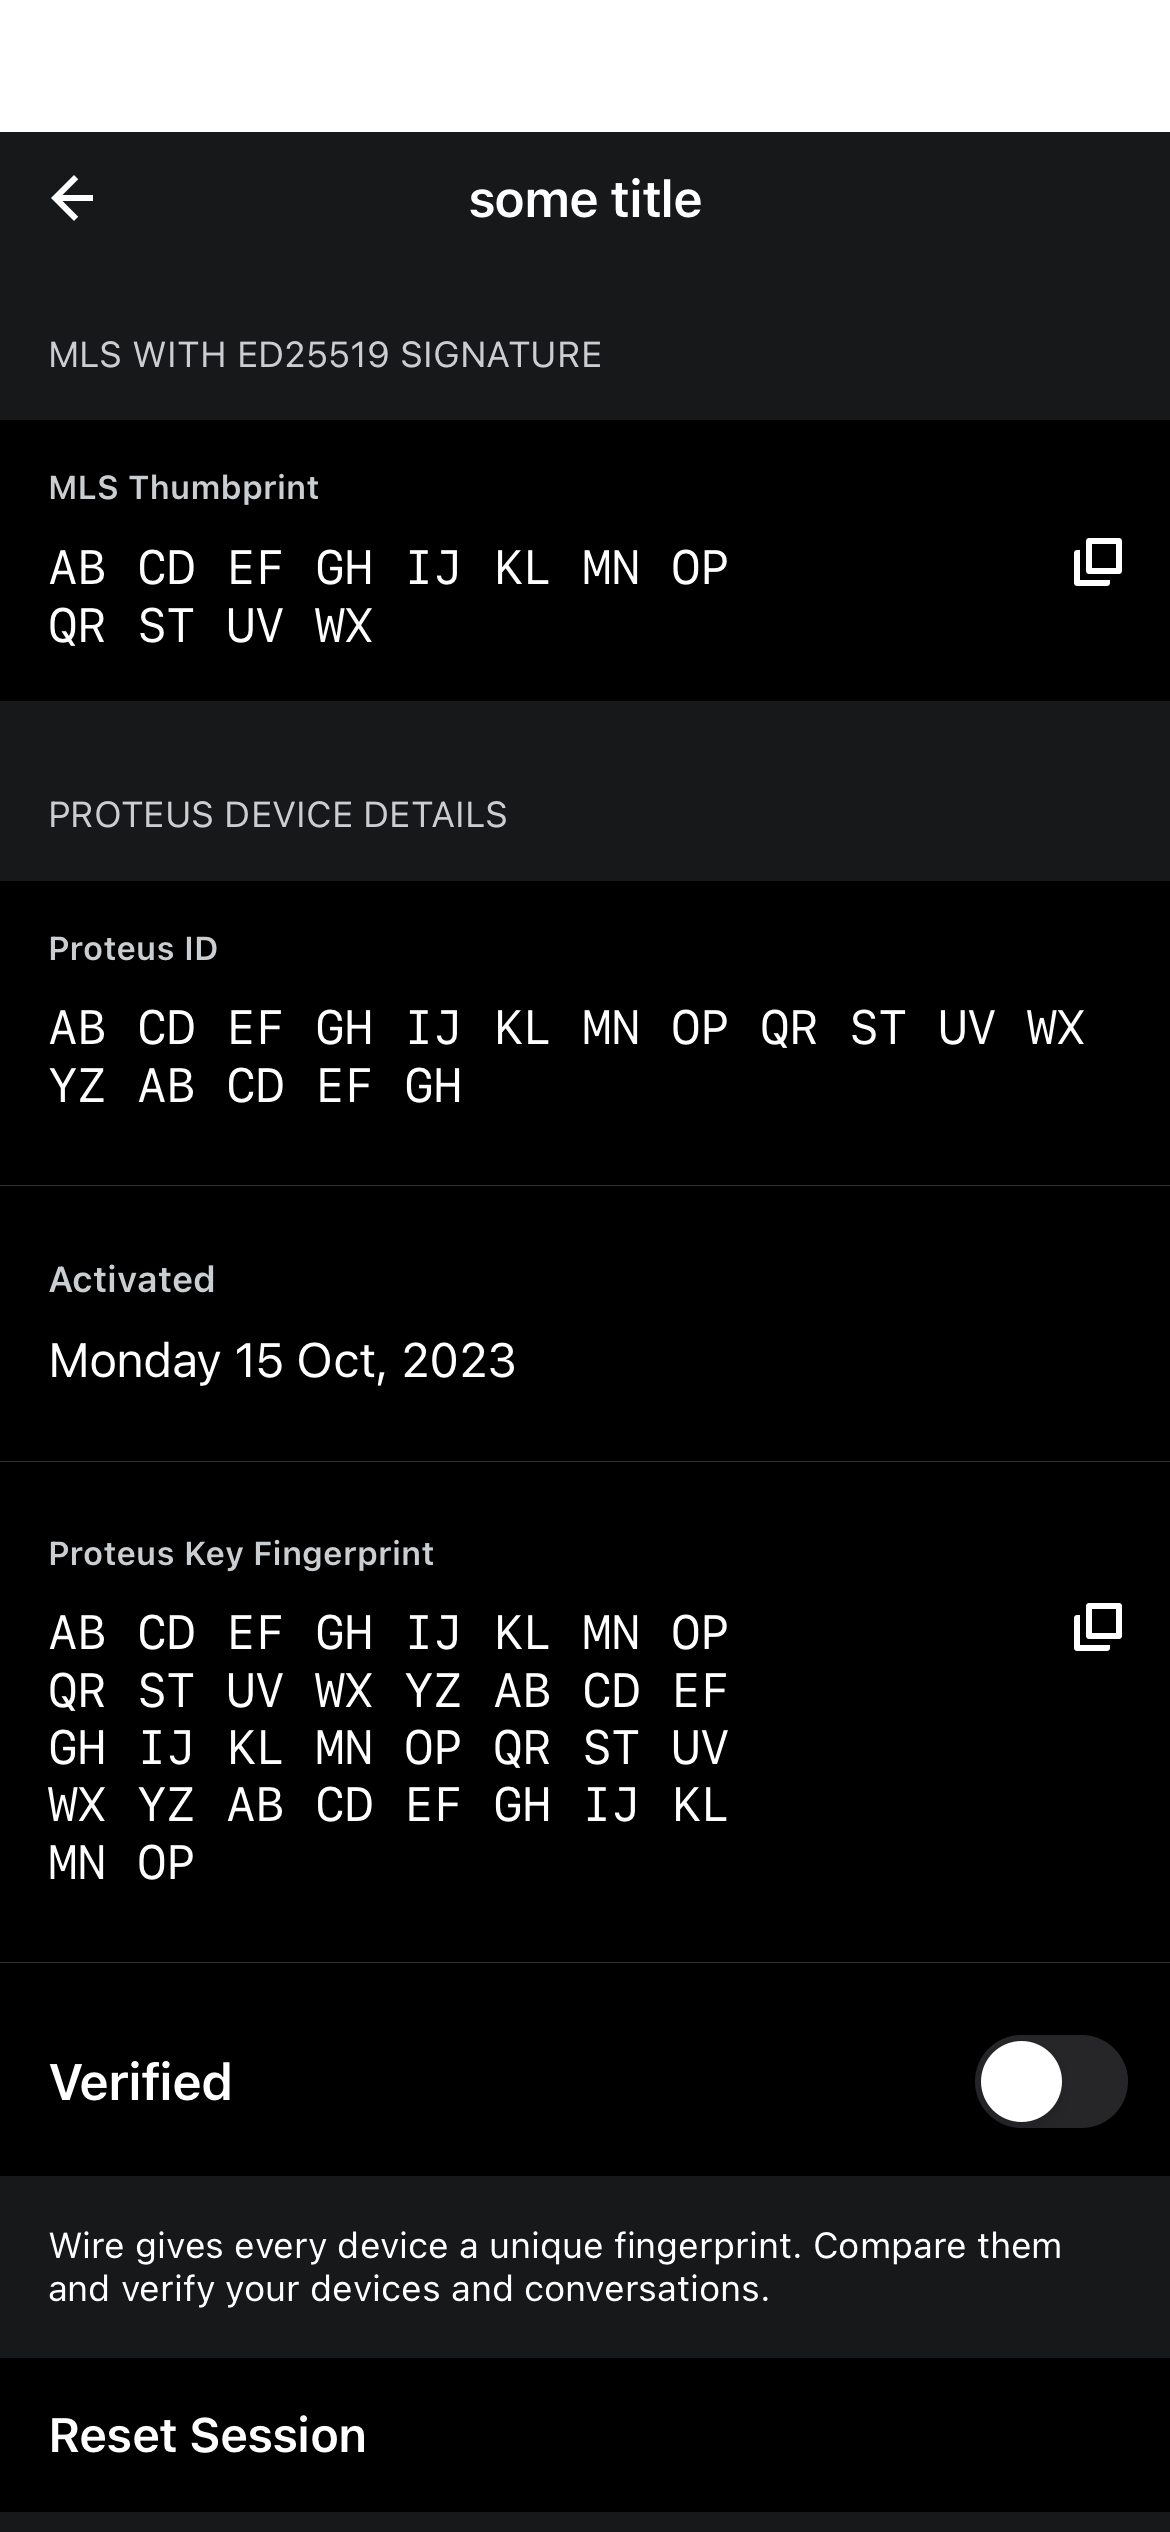 some title
MLS WITH ED25519 SIGNATURE
MLS Thumbprint
AB CD EF GH IJ KL MN OP
QR ST UV WX
PROTEUS DEVICE DETAILS
Proteus ID
AB CD EF GH IJ KL MN OP QR ST UV WX
YZ AB CD EF GH
Activated
Monday 15 Oct, 2023
Proteus Key Fingerprint
AB CD EF GH IJ KL MN OP
QR ST UV WX YZ AB CD EF
GH IJ KL MN OP QR ST UV
WX YZ AB CD EF GH IJ KL
MN OP
Verified
Wire gives every device a unique fingerprint. Compare them
and verify your devices and conversations.
Reset Session